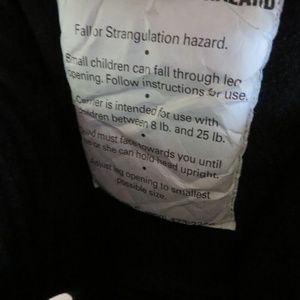 HAZARD
Fall or Strangulation hazard.
•
Small children can fall through leg
opening. Follow instructions for use.
•
Carrier is intended for use with
children between 8 lb. and 25 lb.
•
Child must face towards you until
he or she can hold head upright.
•
Adjust leg opening to smallest
possible size.